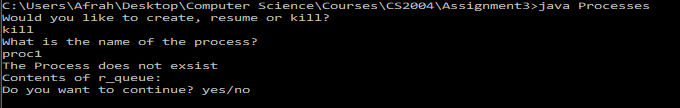 C:\Users\Afrah\Desktop\Computer Science\Courses\CS2004\Assignment3>java Processes
Would you like to create, resume or kill?
kill
What is the name of the process?
proc1
The Process does not exsist
Contents of r_queue:
Do you want to continue? yes/no